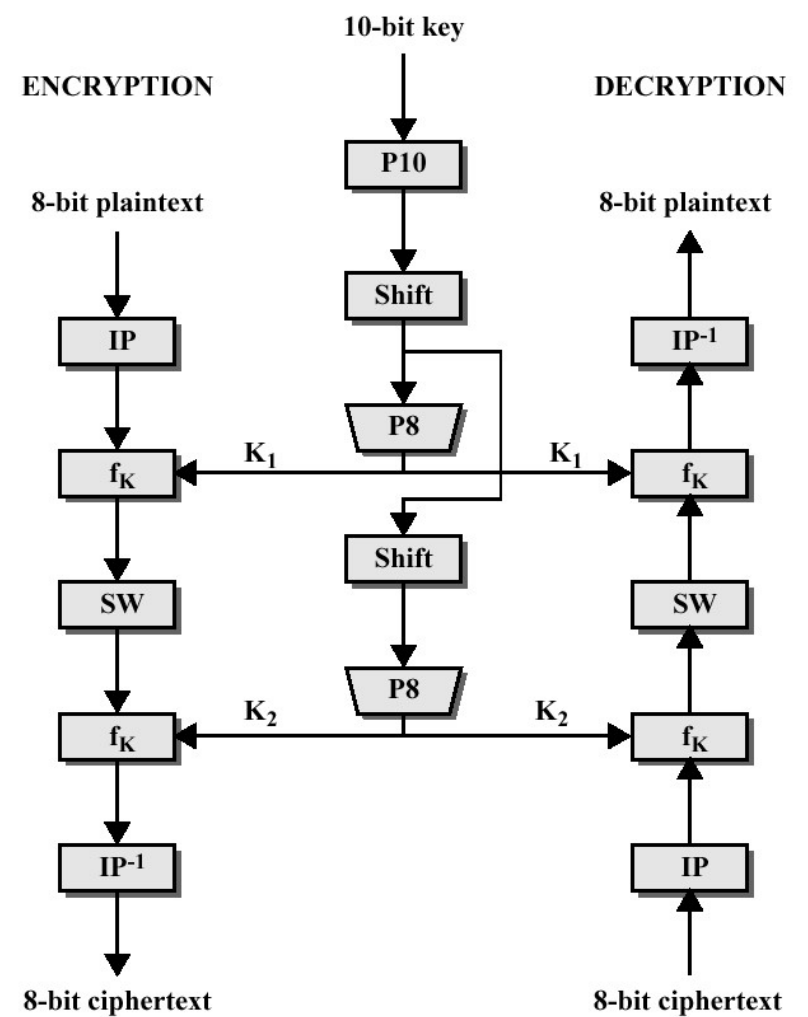 10-bit key
ENCRYPTION
DECRYPTION
P10
8-bit plaintext
8-bit plaintext
Shift
IP
IP-1
P8
K1
K1
fK
fK
Shift
SW
SW
P8
K2
K2
fK
fK
IP-1
IP
8-bit ciphertext
8-bit ciphertext